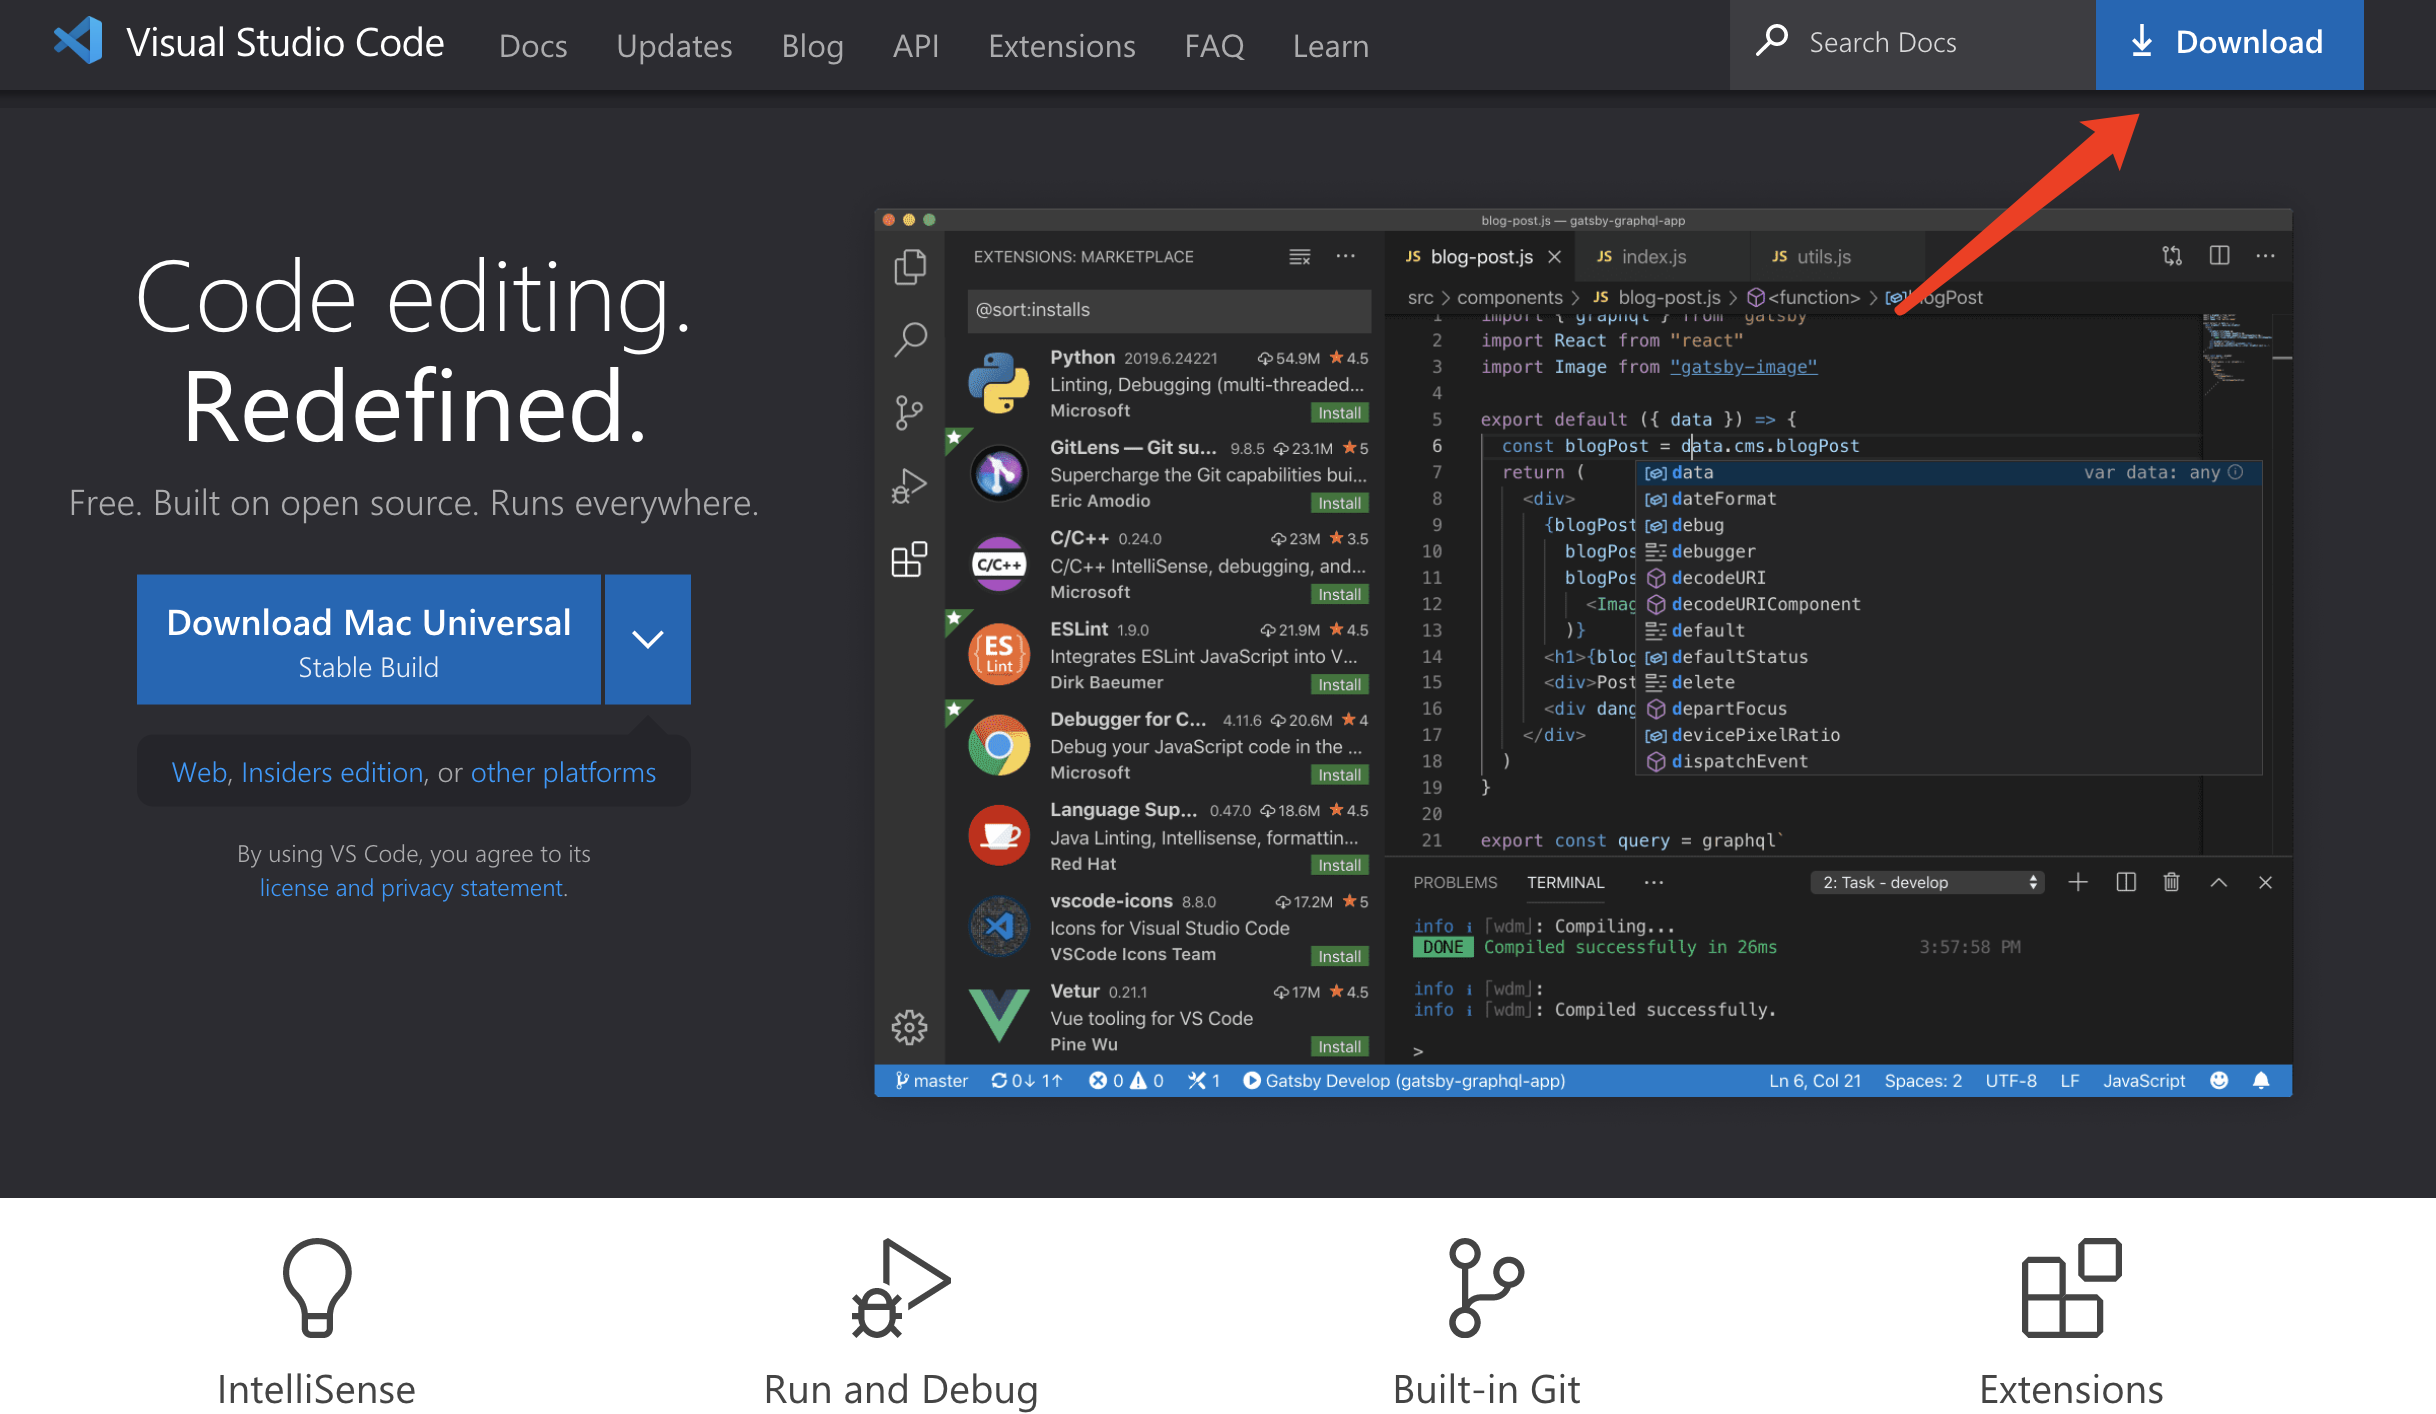 Visual Studio Code Docs Updates Blog API Extensions FAQ Learn Search Docs Download
Code editing.
Redefined.
Free. Built on open source. Runs everywhere.
Download Mac Universal
Stable Build
Web, Insiders edition, or other platforms
By using VS Code, you agree to its
license and privacy statement.
blog-post.js — gatsby-graphql-app
EXTENSIONS: MARKETPLACE
@sort:installs
Python 2019.6.24221 54.9M 4.5
Linting, Debugging (multi-threaded...
Microsoft Install
GitLens — Git su... 9.8.5 23.1M 5
Supercharge the Git capabilities bui...
Eric Amodio Install
C/C++
C/C++ 0.24.0 23M 3.5
C/C++ IntelliSense, debugging, and...
Microsoft Install
ES
Lint
ESLint 1.9.0 21.9M 4.5
Integrates ESLint JavaScript into V...
Dirk Baeumer Install
Debugger for C... 4.11.6 20.6M 4
Debug your JavaScript code in the ...
Microsoft Install
Language Sup... 0.47.0 18.6M 4.5
Java Linting, Intellisense, formattin...
Red Hat Install
vscode-icons 8.8.0 17.2M 5
Icons for Visual Studio Code
VSCode Icons Team Install
Vetur 0.21.1 17M 4.5
Vue tooling for VS Code
Pine Wu Install
JS blog-post.js JS index.js JS utils.js
src > components > JS blog-post.js > <function> >
1 import { graphql } from "gatsby"
2 import React from "react"
3 import Image from "gatsby-image"
4
5 export default ({ data }) => {
6 const blogPost = data.cms.blogPost
7 return (
8 <div>
9 {blogPost
10 blogPos
11 blogPos
12 <Imag
13 )}
14 <h1>{blog
15 <div>Post
16 <div dang
17 </div>
18 )
19 }
20
21 export const query = graphql`
data var data: any
dateFormat
debug
debugger
decodeURI
decodeURIComponent
default
defaultStatus
delete
departFocus
devicePixelRatio
dispatchEvent
PROBLEMS TERMINAL ... 2: Task - develop
info i ｢wdm｣: Compiling...
DONE Compiled successfully in 26ms 3:57:58 PM
info i ｢wdm｣:
info i ｢wdm｣: Compiled successfully.
>
master 0↓ 1↑ 0 0 1 Gatsby Develop (gatsby-graphql-app) Ln 6, Col 21 Spaces: 2 UTF-8 LF JavaScript
IntelliSense Run and Debug Built-in Git Extensions